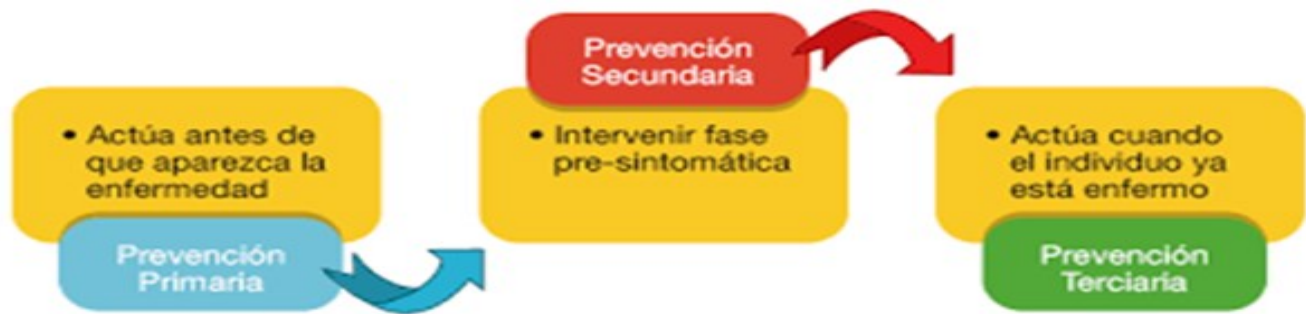 • Actúa antes de
que aparezca la
enfermedad
Prevención
Primaria
Prevención
Secundaria
• Intervenir fase
pre-sintomática
• Actúa cuando
el individuo ya
está enfermo
Prevención
Terciaria